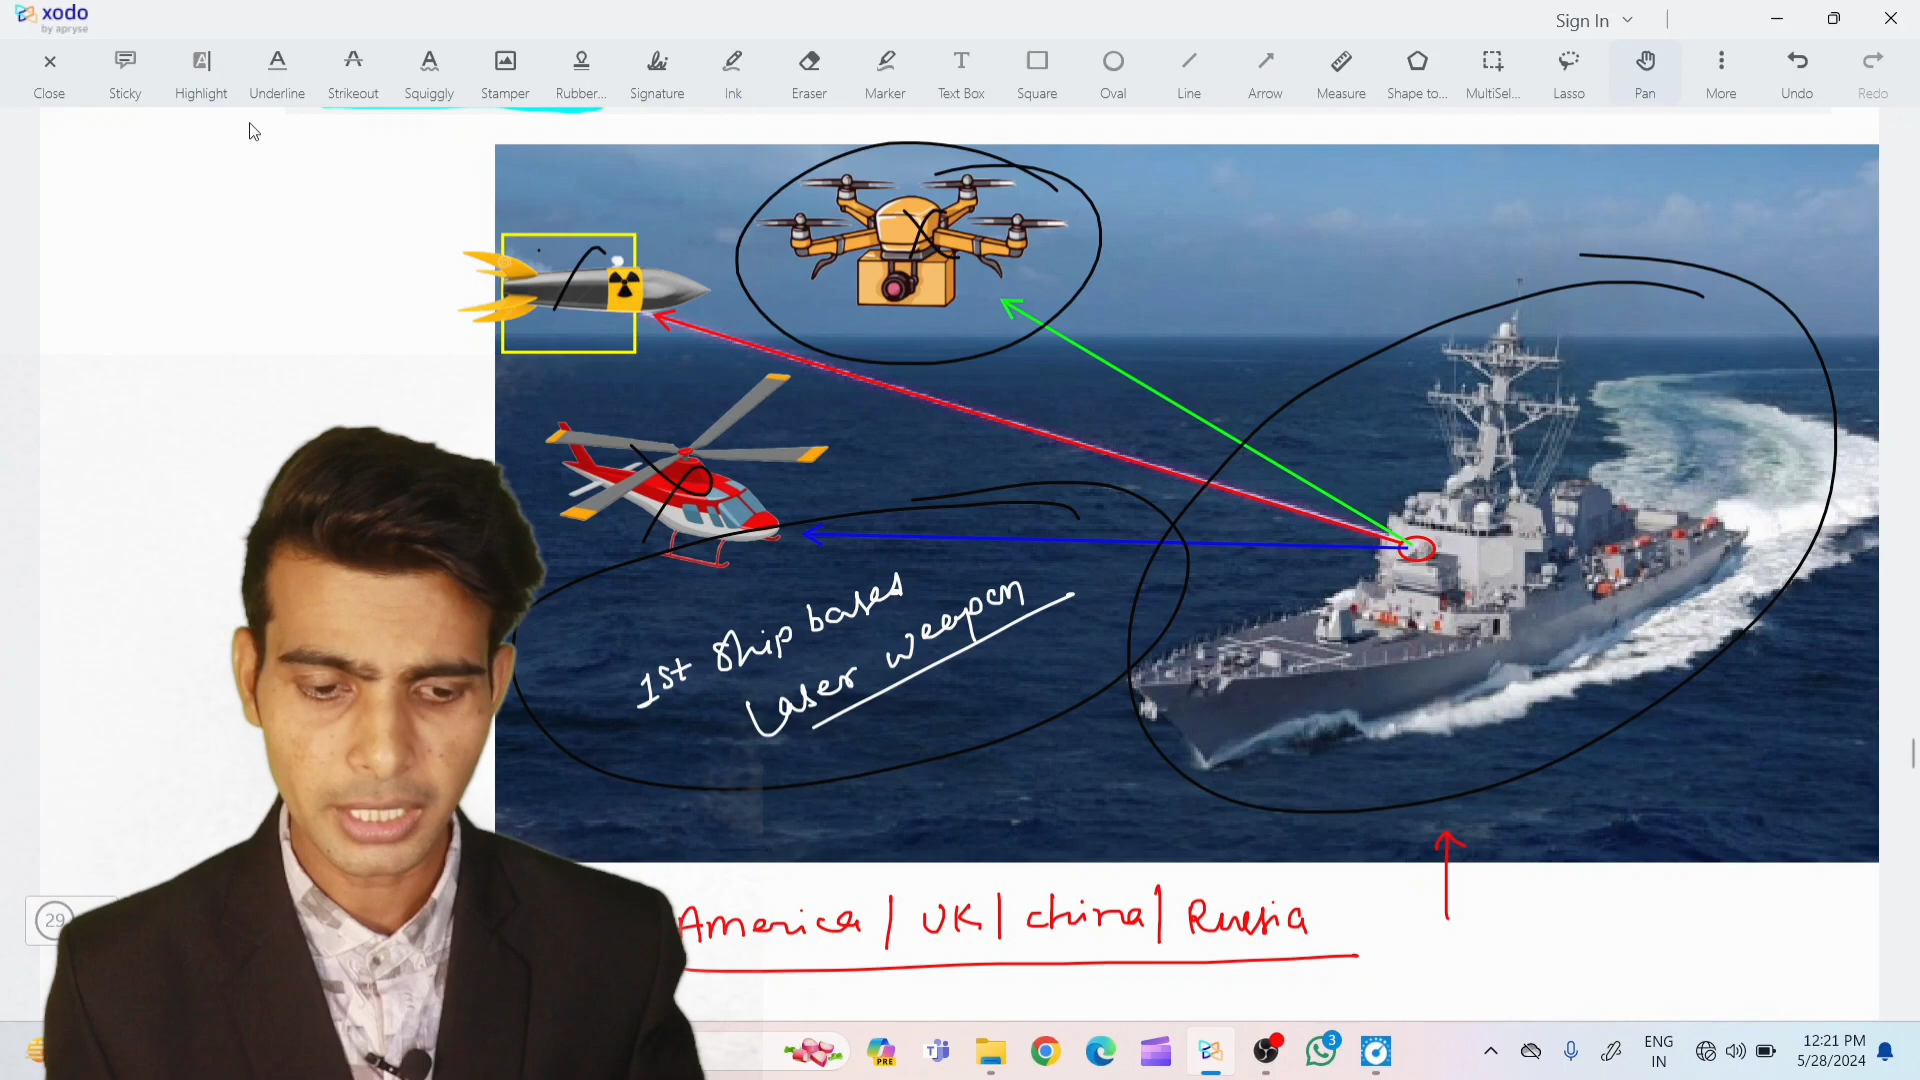 xodo
by apryse
Sign In
Close
Sticky
Highlight
Underline
Strikeout
Squiggly
Stamper
Rubber...
Signature
Ink
Eraser
Marker
Text Box
Square
Oval
Line
Arrow
Measure
Shape to...
MultiSel...
Lasso
Pan
More
Undo
Redo
1st Ship bases
Laser weepon
America | UK | China | Russia
29
PRE
3
ENG
IN
12:21 PM
5/28/2024